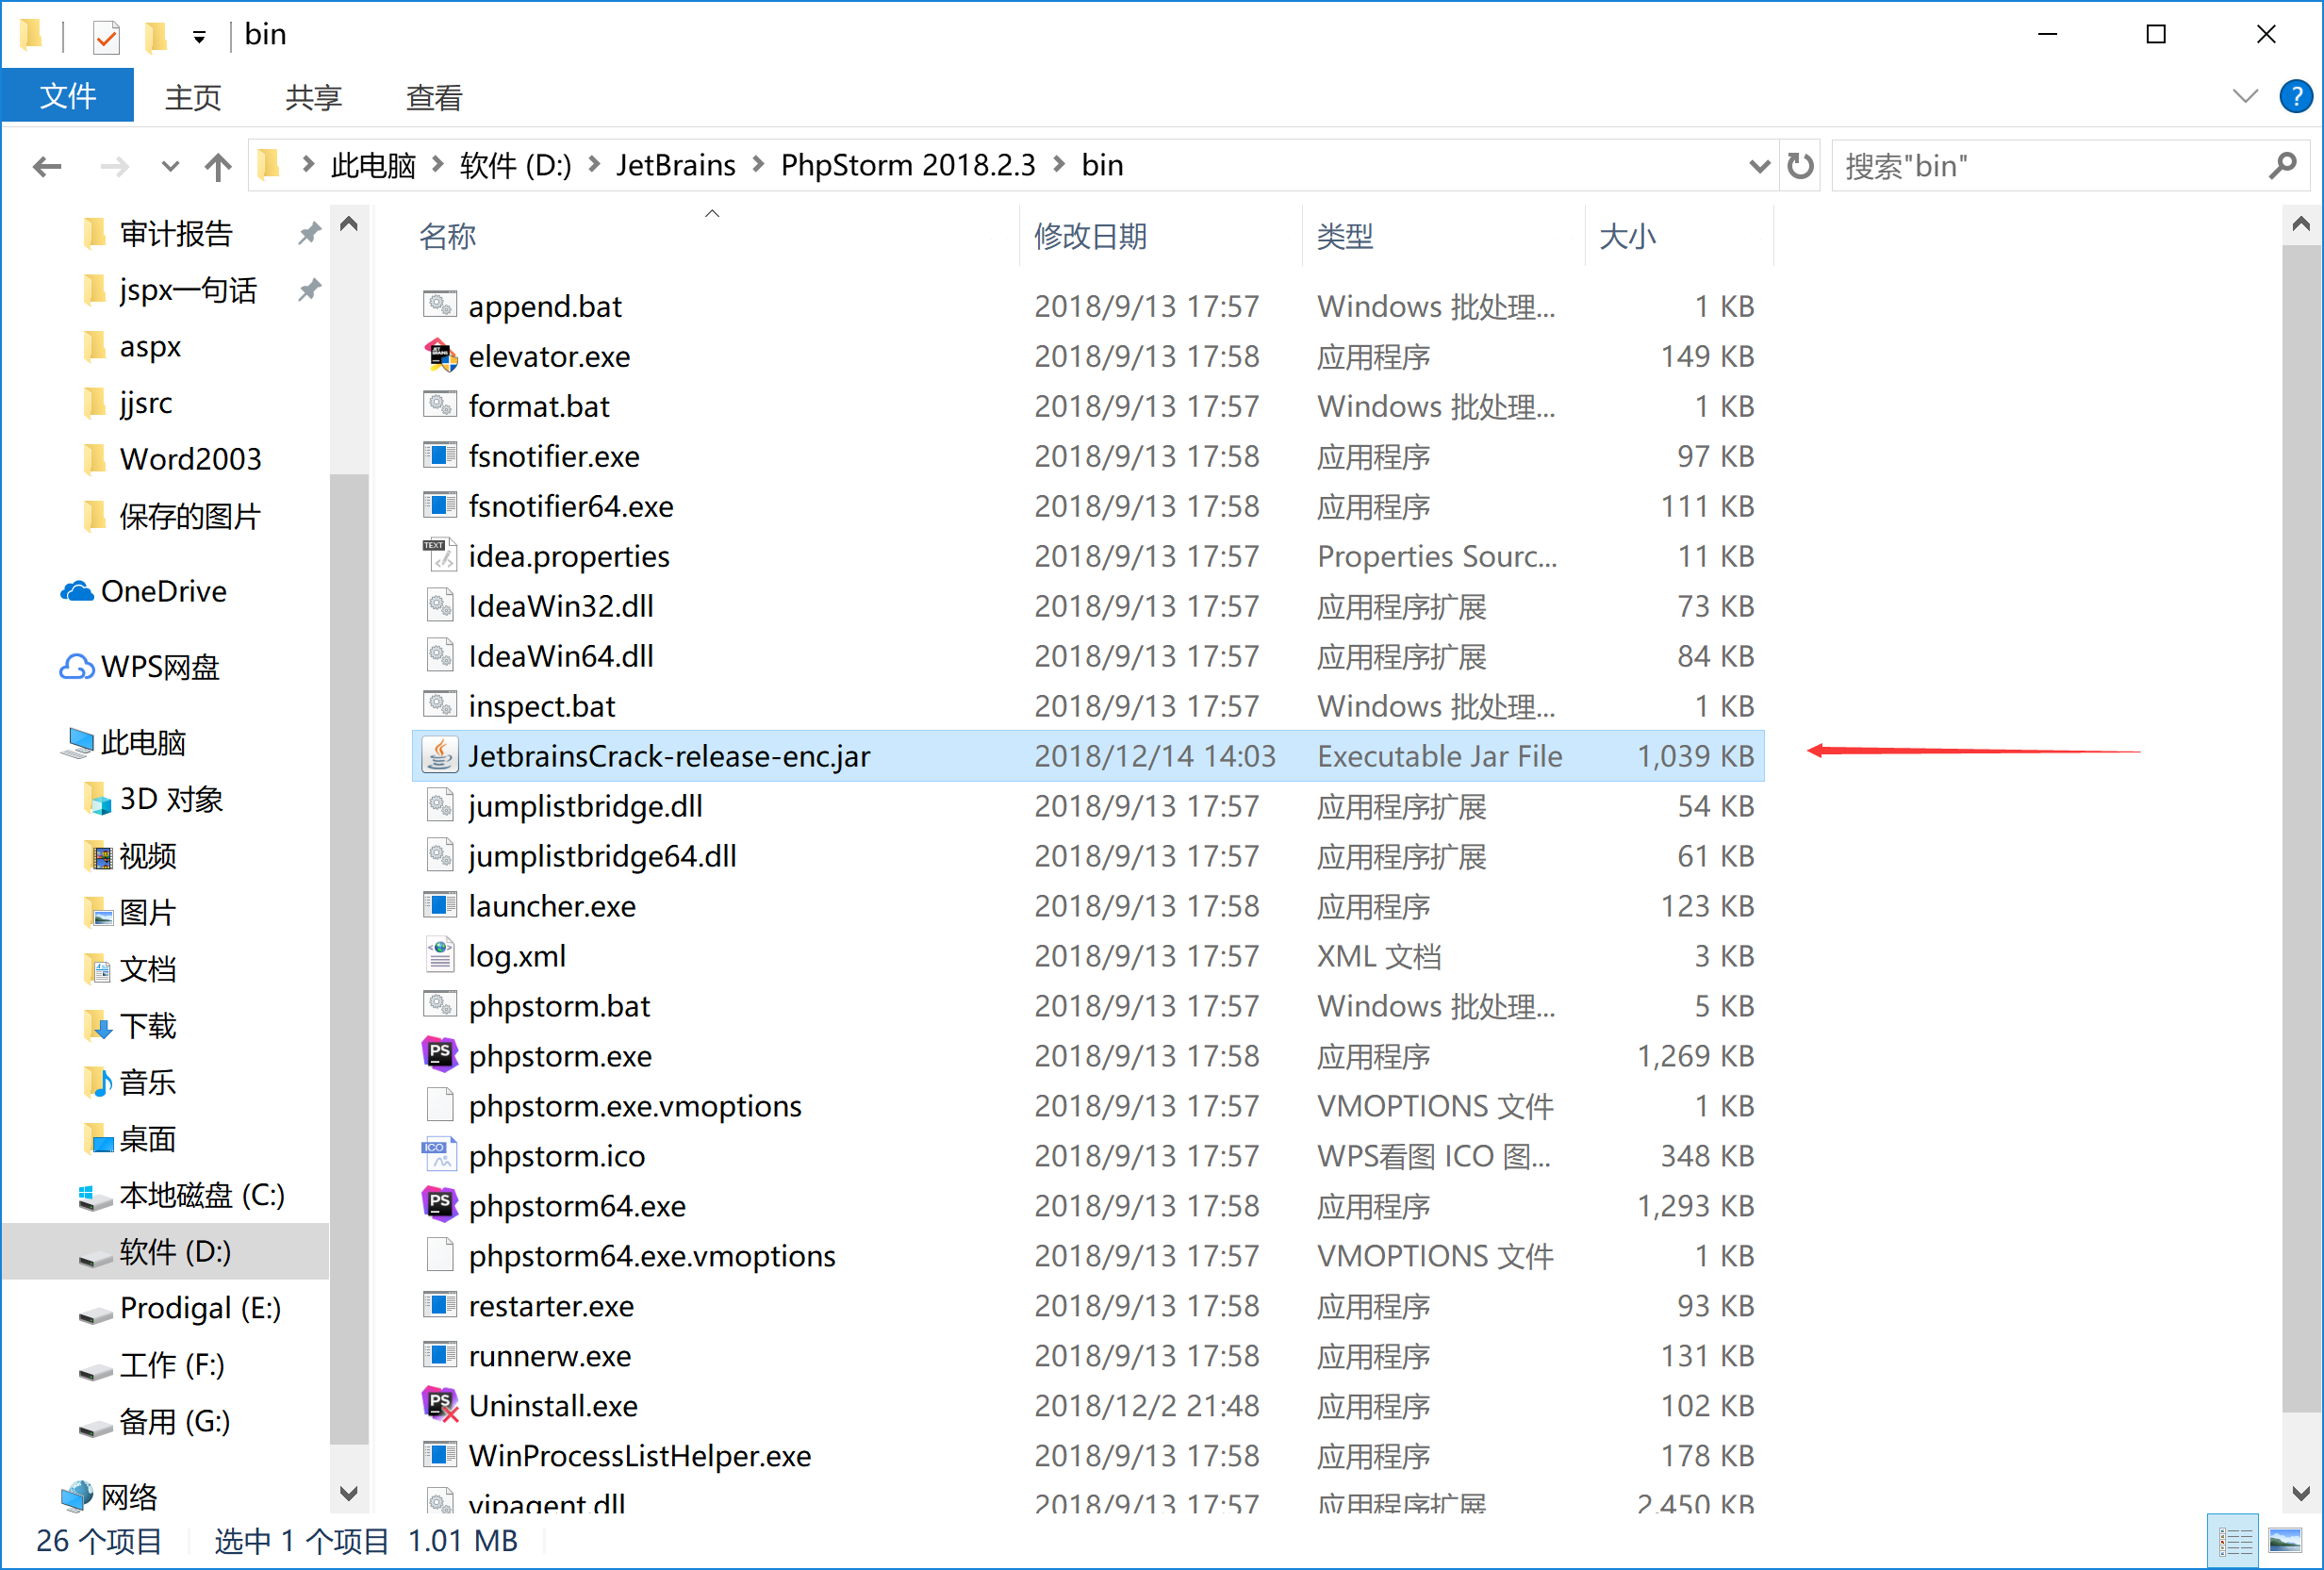 bin
文件 主页 共享 查看
此电脑 软件 (D:) JetBrains PhpStorm 2018.2.3 bin
搜索"bin"
审计报告
jspx一句话
aspx
jjsrc
Word2003
保存的图片
OneDrive
WPS网盘
此电脑
3D 对象
视频
图片
文档
下载
音乐
桌面
本地磁盘 (C:)
软件 (D:)
Prodigal (E:)
工作 (F:)
备用 (G:)
网络
名称 修改日期 类型 大小
append.bat 2018/9/13 17:57 Windows 批处理... 1 KB
elevator.exe 2018/9/13 17:58 应用程序 149 KB
format.bat 2018/9/13 17:57 Windows 批处理... 1 KB
fsnotifier.exe 2018/9/13 17:58 应用程序 97 KB
fsnotifier64.exe 2018/9/13 17:58 应用程序 111 KB
idea.properties 2018/9/13 17:57 Properties Sourc... 11 KB
IdeaWin32.dll 2018/9/13 17:57 应用程序扩展 73 KB
IdeaWin64.dll 2018/9/13 17:57 应用程序扩展 84 KB
inspect.bat 2018/9/13 17:57 Windows 批处理... 1 KB
JetbrainsCrack-release-enc.jar 2018/12/14 14:03 Executable Jar File 1,039 KB
jumplistbridge.dll 2018/9/13 17:57 应用程序扩展 54 KB
jumplistbridge64.dll 2018/9/13 17:57 应用程序扩展 61 KB
launcher.exe 2018/9/13 17:58 应用程序 123 KB
log.xml 2018/9/13 17:57 XML 文档 3 KB
phpstorm.bat 2018/9/13 17:57 Windows 批处理... 5 KB
phpstorm.exe 2018/9/13 17:58 应用程序 1,269 KB
phpstorm.exe.vmoptions 2018/9/13 17:57 VMOPTIONS 文件 1 KB
phpstorm.ico 2018/9/13 17:57 WPS看图 ICO 图... 348 KB
phpstorm64.exe 2018/9/13 17:58 应用程序 1,293 KB
phpstorm64.exe.vmoptions 2018/9/13 17:57 VMOPTIONS 文件 1 KB
restarter.exe 2018/9/13 17:58 应用程序 93 KB
runnerw.exe 2018/9/13 17:58 应用程序 131 KB
Uninstall.exe 2018/12/2 21:48 应用程序 102 KB
WinProcessListHelper.exe 2018/9/13 17:58 应用程序 178 KB
yjpagent.dll 2018/9/13 17:57 应用程序扩展 2,450 KB
26 个项目 选中 1 个项目 1.01 MB